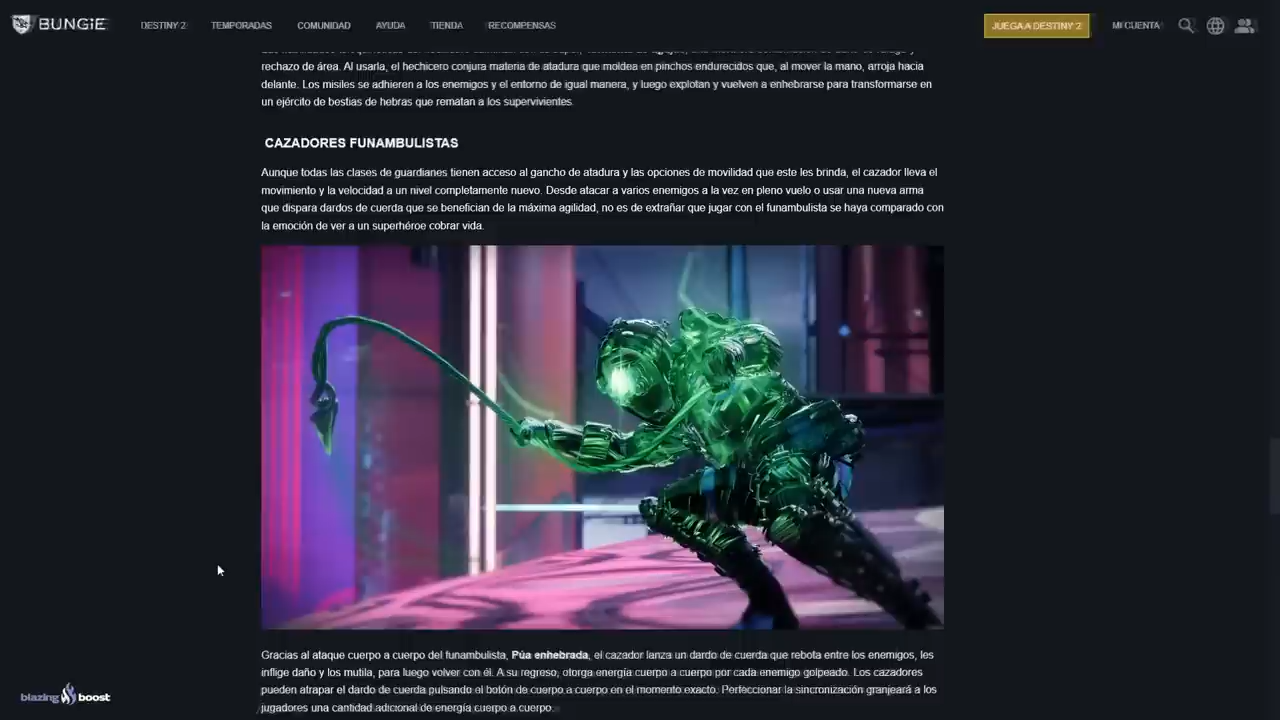 BUNGiE
DESTINY 2
TEMPORADAS
COMUNIDAD
AYUDA
TIENDA
RECOMPENSAS
JUEGA A DESTINY 2
MI CUENTA
rechazo de área. Al usarla, el hechicero conjura materia de atadura que moldea en pinchos endurecidos que, al mover la mano, arroja hacia
delante. Los misiles se adhieren a los enemigos y el entorno de igual manera, y luego explotan y vuelven a enhebrarse para transformarse en
un ejército de bestias de hebras que rematan a los supervivientes.
CAZADORES FUNAMBULISTAS
Aunque todas las clases de guardianes tienen acceso al gancho de atadura y las opciones de movilidad que este les brinda, el cazador lleva el
movimiento y la velocidad a un nivel completamente nuevo. Desde atacar a varios enemigos a la vez en pleno vuelo o usar una nueva arma
que dispara dardos de cuerda que se benefician de la máxima agilidad, no es de extrañar que jugar con el funambulista se haya comparado con
la emoción de ver a un superhéroe cobrar vida.
Gracias al ataque cuerpo a cuerpo del funambulista, Púa enhebrada, el cazador lanza un dardo de cuerda que rebota entre los enemigos, les
inflige daño y los mutila, para luego volver con él. A su regreso, otorga energía cuerpo a cuerpo por cada enemigo golpeado. Los cazadores
pueden atrapar el dardo de cuerda pulsando el botón de cuerpo a cuerpo en el momento exacto. Perfeccionar la sincronización granjeará a los
jugadores una cantidad adicional de energía cuerpo a cuerpo.
blazing boost